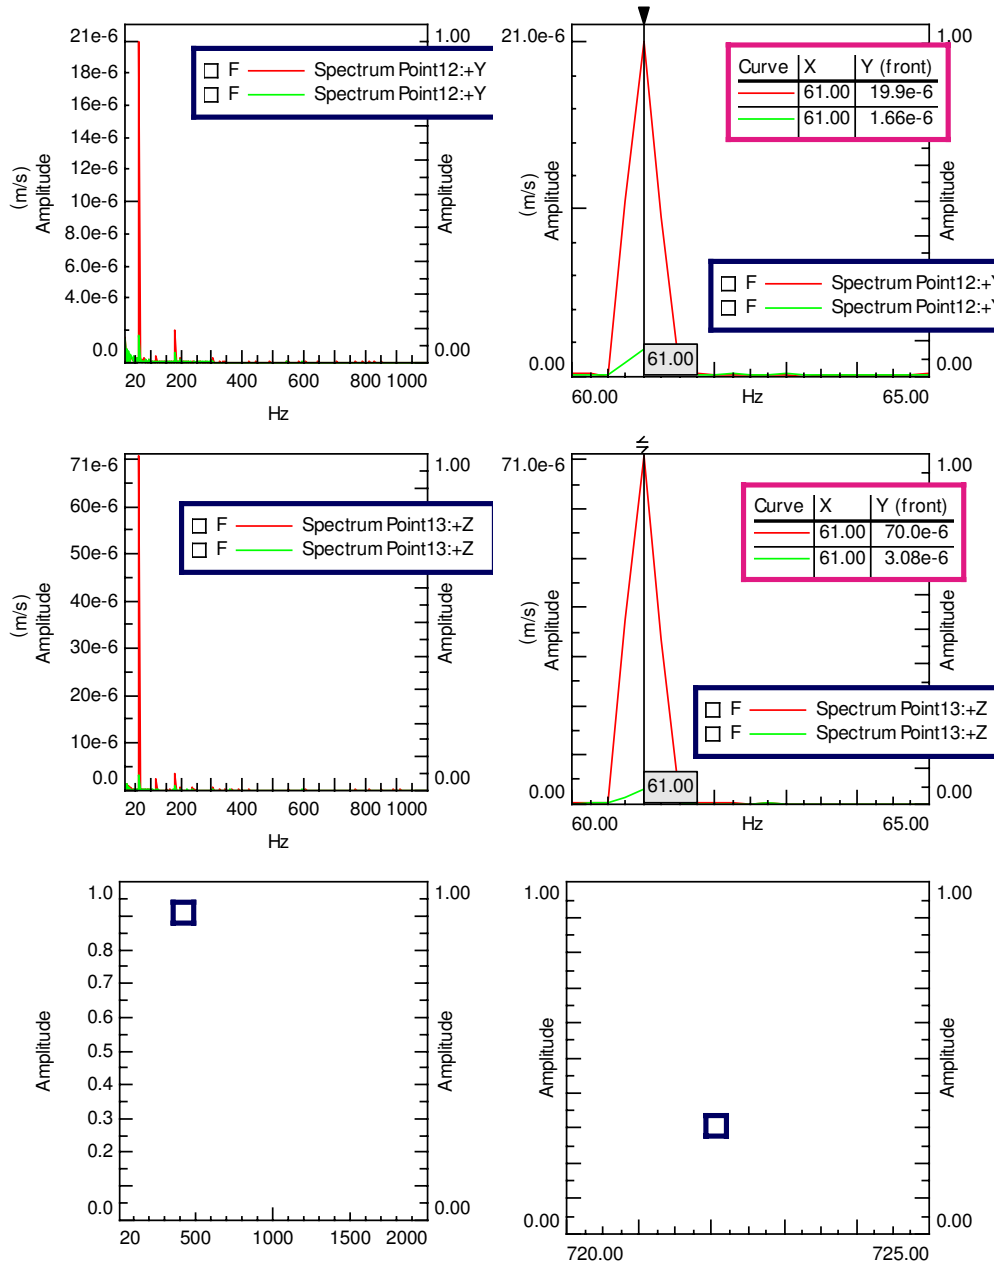 21e-6
18e-6
16e-6
14e-6
12e-6
10e-6
8.0e-6
6.0e-6
4.0e-6
0.0
1.00
0.00
(m/s)
Amplitude
Amplitude
20 200 400 600 800 1000
Hz
F Spectrum Point12:+Y
F Spectrum Point12:+Y
21.0e-6
0.00
1.00
0.00
(m/s)
Amplitude
Amplitude
Curve X Y (front)
61.00 19.9e-6
61.00 1.66e-6
F Spectrum Point12:+Y
F Spectrum Point12:+Y
61.00
60.00 Hz 65.00
71e-6
60e-6
50e-6
40e-6
30e-6
20e-6
10e-6
0.0
1.00
0.00
(m/s)
Amplitude
Amplitude
20 200 400 600 800 1000
Hz
F Spectrum Point13:+Z
F Spectrum Point13:+Z
71.0e-6
0.00
1.00
0.00
(m/s)
Amplitude
Amplitude
Curve X Y (front)
61.00 70.0e-6
61.00 3.08e-6
F Spectrum Point13:+Z
F Spectrum Point13:+Z
61.00
60.00 Hz 65.00
1.0
0.8
0.7
0.6
0.5
0.4
0.3
0.2
0.0
1.00
0.00
Amplitude
Amplitude
20 500 1000 1500 2000
1.00
0.00
1.00
0.00
Amplitude
Amplitude
720.00 725.00